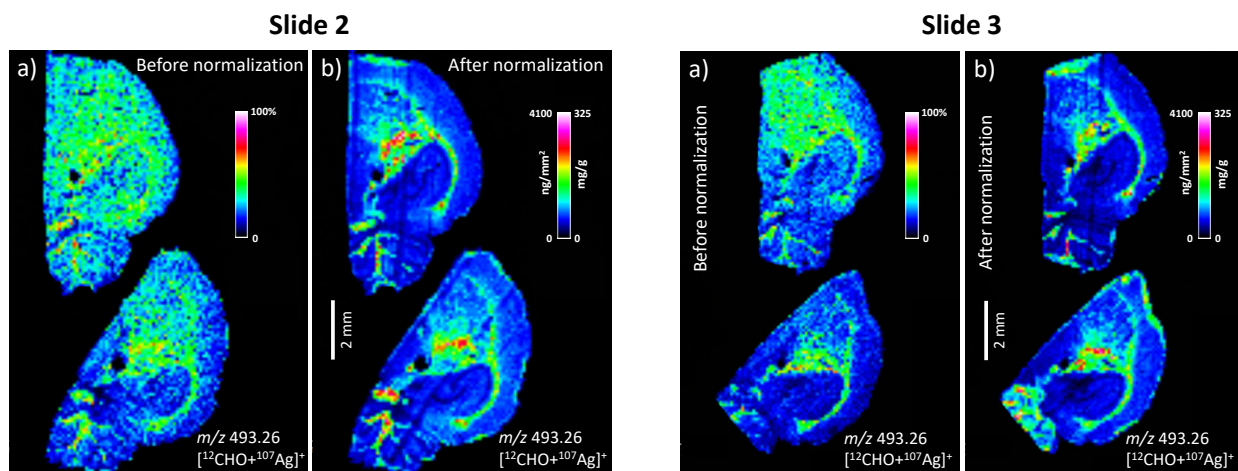 Slide 2
a)
Before normalization
100%
0
m/z 493.26
[¹²CHO+¹⁰⁷Ag]⁺
b)
After normalization
4100
325
ng/mm²
mg/g
0
0
2 mm
m/z 493.26
[¹²CHO+¹⁰⁷Ag]⁺
Slide 3
a)
Before normalization
100%
0
m/z 493.26
[¹²CHO+¹⁰⁷Ag]⁺
b)
After normalization
4100
325
ng/mm²
mg/g
0
0
2 mm
m/z 493.26
[¹²CHO+¹⁰⁷Ag]⁺